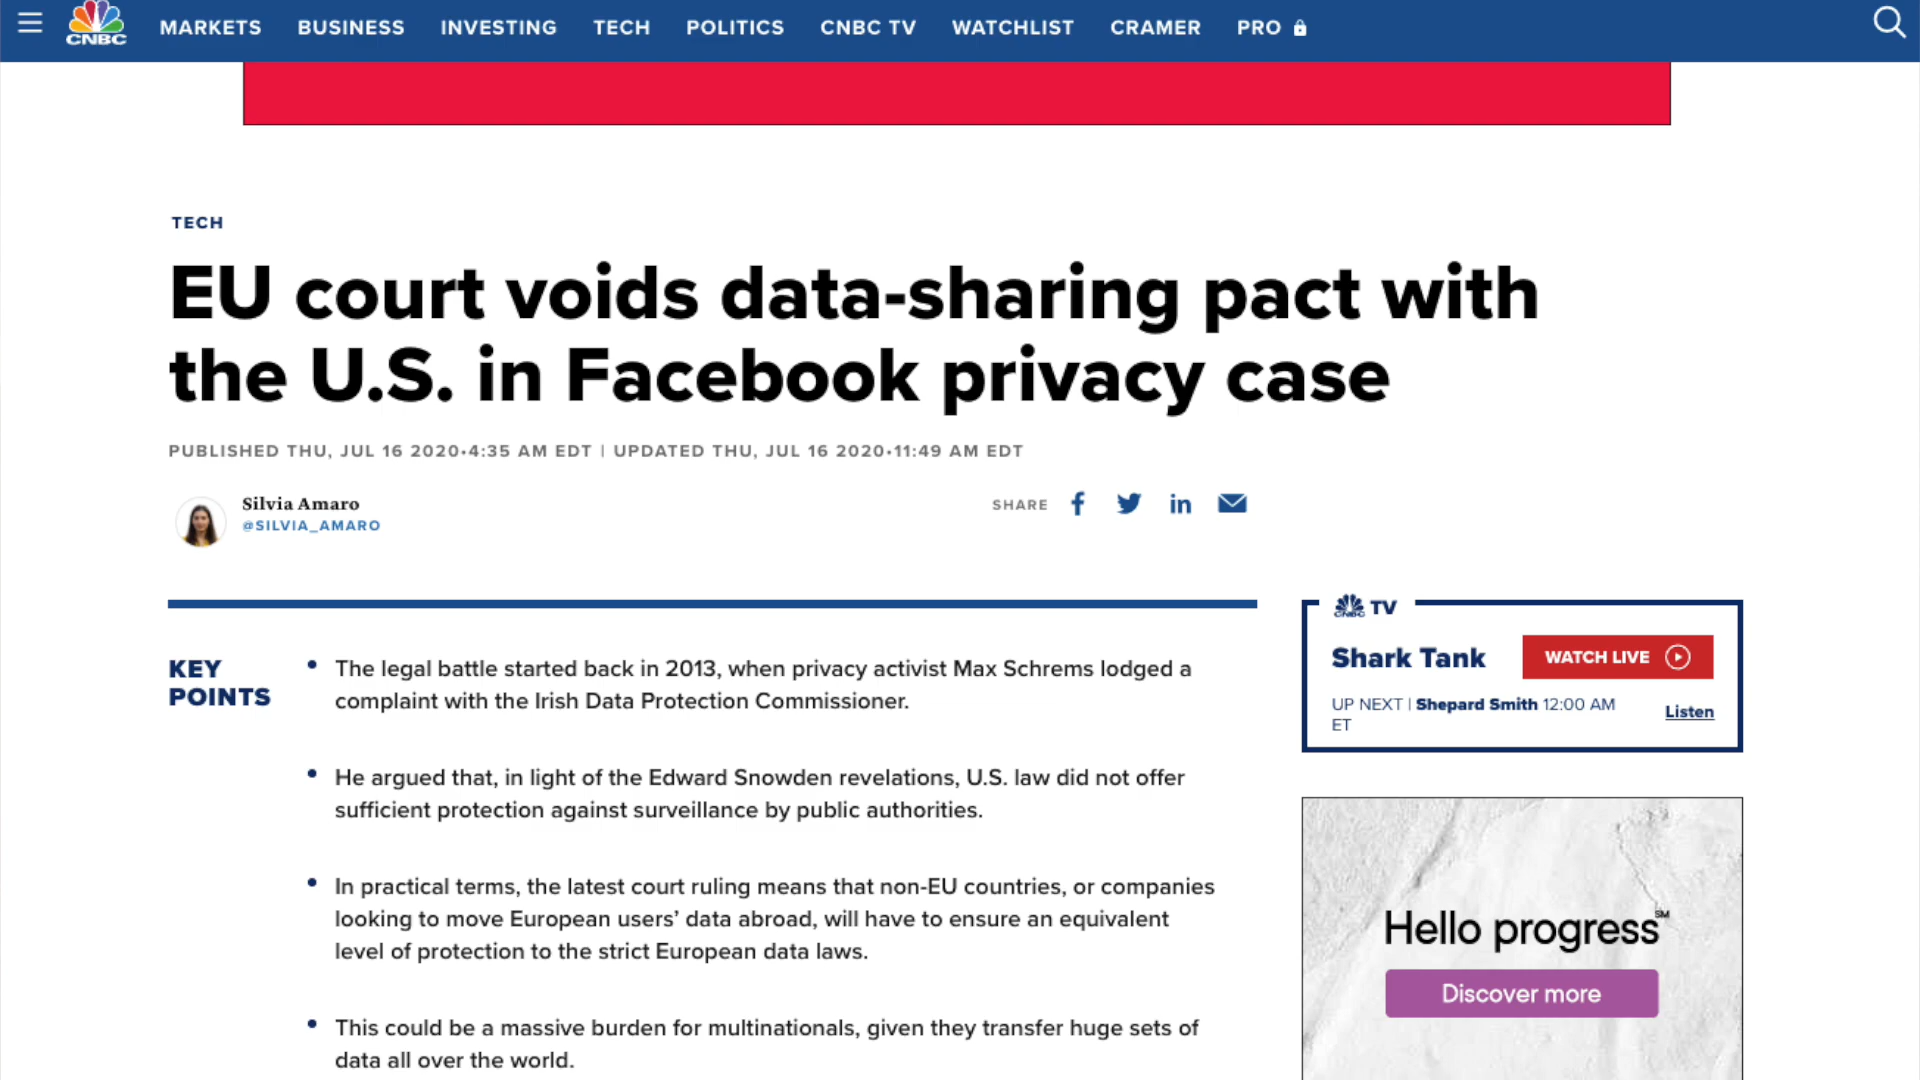 CNBC
MARKETS BUSINESS INVESTING TECH POLITICS CNBC TV WATCHLIST CRAMER PRO
TECH
EU court voids data-sharing pact with
the U.S. in Facebook privacy case
PUBLISHED THU, JUL 16 2020•4:35 AM EDT | UPDATED THU, JUL 16 2020•11:49 AM EDT
Silvia Amaro
@SILVIA_AMARO
SHARE
KEY
POINTS
• The legal battle started back in 2013, when privacy activist Max Schrems lodged a
complaint with the Irish Data Protection Commissioner.
• He argued that, in light of the Edward Snowden revelations, U.S. law did not offer
sufficient protection against surveillance by public authorities.
• In practical terms, the latest court ruling means that non-EU countries, or companies
looking to move European users’ data abroad, will have to ensure an equivalent
level of protection to the strict European data laws.
• This could be a massive burden for multinationals, given they transfer huge sets of
data all over the world.
CNBC TV
Shark Tank
WATCH LIVE
UP NEXT | Shepard Smith 12:00 AM
ET
Listen
Hello progress℠
Discover more